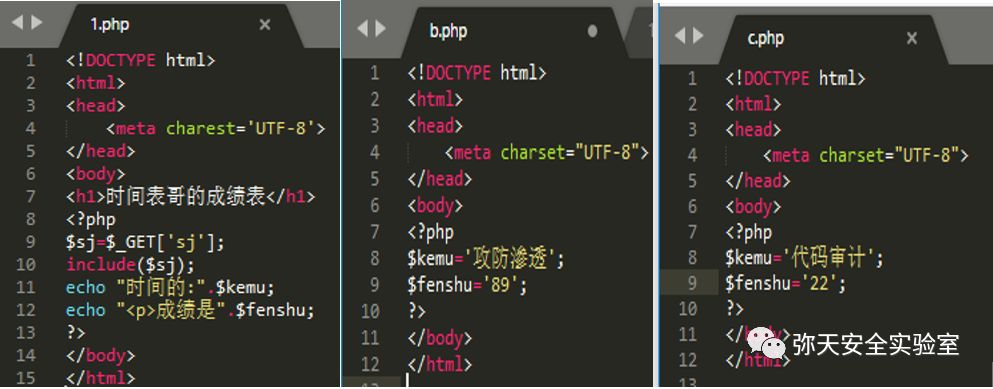 1.php
1 <!DOCTYPE html>
2 <html>
3 <head>
4 <meta charest='UTF-8'>
5 </head>
6 <body>
7 <h1>时间表哥的成绩表</h1>
8 <?php
9 $sj=$_GET['sj'];
10 include($sj);
11 echo "时间的:".$kemu;
12 echo "<p>成绩是".$fenshu;
13 ?>
14 </body>
15 </html>
b.php
1 <!DOCTYPE html>
2 <html>
3 <head>
4 <meta charset="UTF-8">
5 </head>
6 <body>
7 <?php
8 $kemu='攻防渗透';
9 $fenshu='89';
10 ?>
11 </body>
12 </html>
c.php
1 <!DOCTYPE html>
2 <html>
3 <head>
4 <meta charset="UTF-8">
5 </head>
6 <body>
7 <?php
8 $kemu='代码审计';
9 $fenshu='22';
10 ?>
11 </body>
12 </html>
13
弥天安全实验室